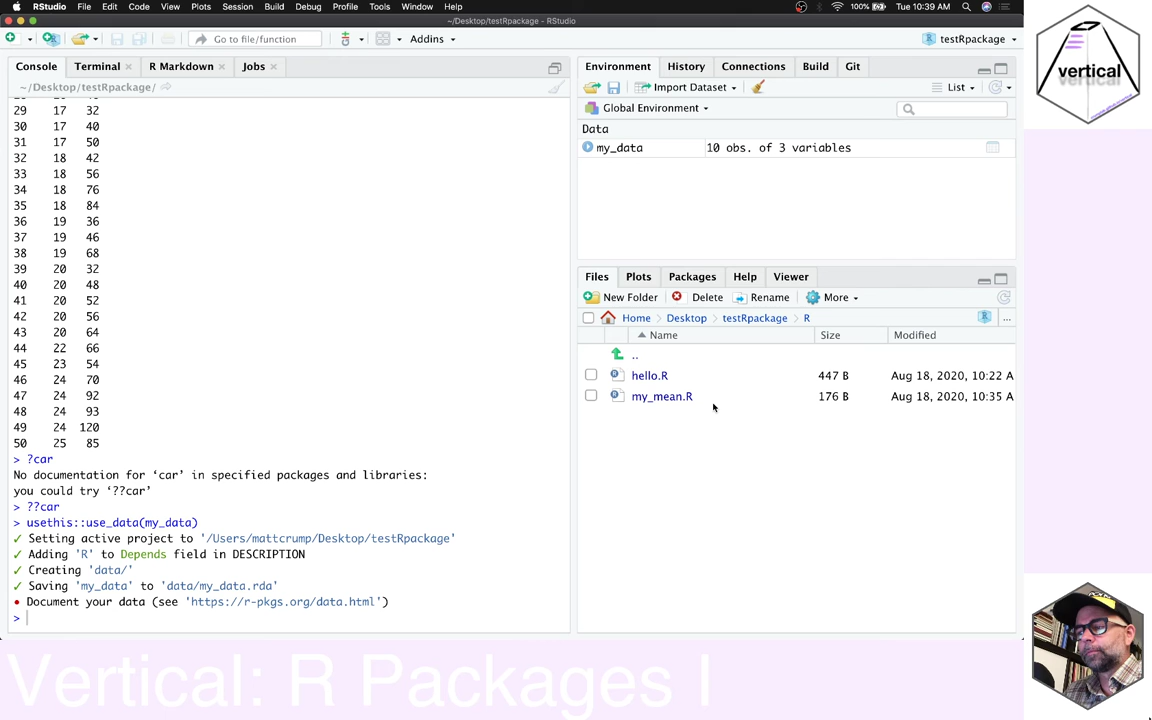 RStudio File Edit Code View Plots Session Build Debug Profile Tools Window Help 100% Tue 10:39 AM
~/Desktop/testRpackage - RStudio
Go to file/function Addins testRpackage
Console Terminal R Markdown Jobs
~/Desktop/testRpackage/
29 17 32
30 17 40
31 17 50
32 18 42
33 18 56
34 18 76
35 18 84
36 19 36
37 19 46
38 19 68
39 20 32
40 20 48
41 20 52
42 20 56
43 20 64
44 22 66
45 23 54
46 24 70
47 24 92
48 24 93
49 24 120
50 25 85
> ?car
No documentation for ‘car’ in specified packages and libraries:
you could try ‘??car’
> ??car
> usethis::use_data(my_data)
✓ Setting active project to '/Users/mattcrump/Desktop/testRpackage'
✓ Adding 'R' to Depends field in DESCRIPTION
✓ Creating 'data/'
✓ Saving 'my_data' to 'data/my_data.rda'
• Document your data (see 'https://r-pkgs.org/data.html')
>
Environment History Connections Build Git
Import Dataset List
Global Environment
Data
my_data 10 obs. of 3 variables
Files Plots Packages Help Viewer
New Folder Delete Rename More
Home Desktop testRpackage R ...
Name Size Modified
..
hello.R 447 B Aug 18, 2020, 10:22 A
my_mean.R 176 B Aug 18, 2020, 10:35 A
vertical
Vertical: R Packages I